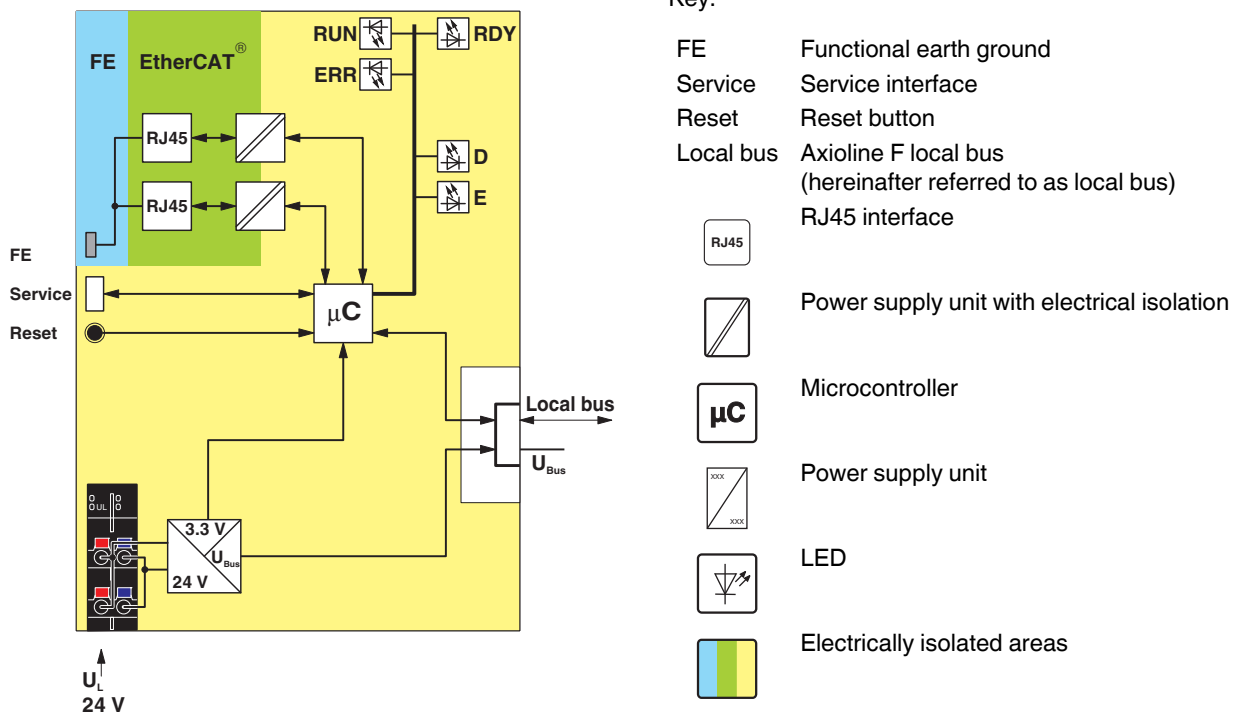 RUN
RDY
ERR
FE
EtherCAT®
RJ45
D
RJ45
E
FE
Service
µC
Reset
Local bus
U Bus
UL
3.3 V
U Bus
24 V
UL
24 V
Key:
FE Functional earth ground
Service Service interface
Reset Reset button
Local bus Axioline F local bus
(hereinafter referred to as local bus)
RJ45 RJ45 interface
Power supply unit with electrical isolation
µC Microcontroller
xxx
xxx
Power supply unit
LED
Electrically isolated areas